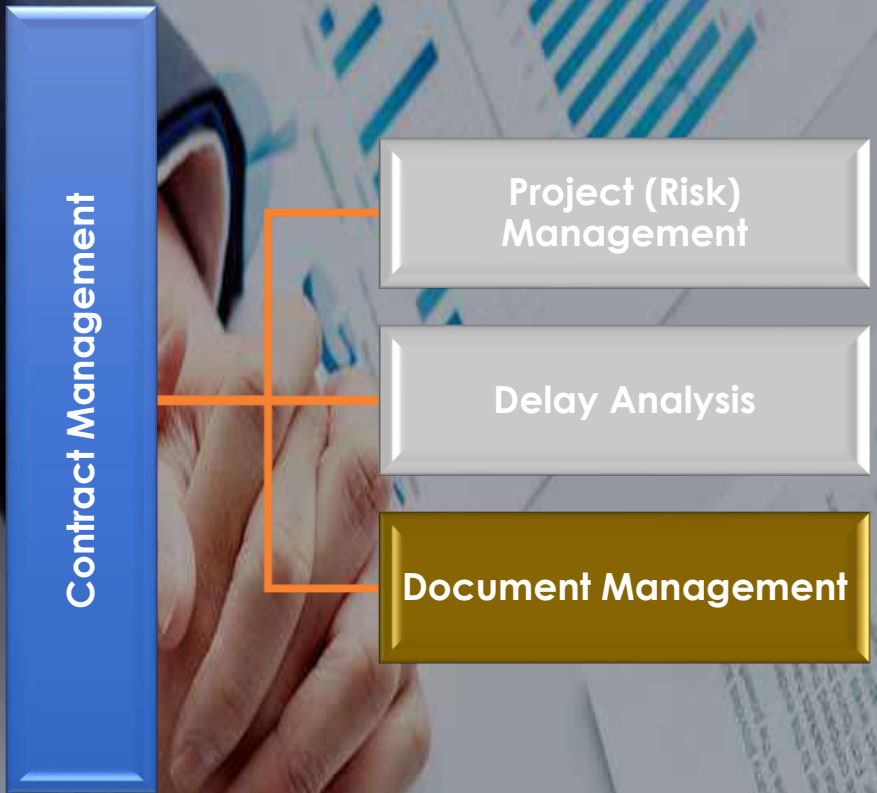 Contract Management
Project (Risk)
Management
Delay Analysis
Document Management